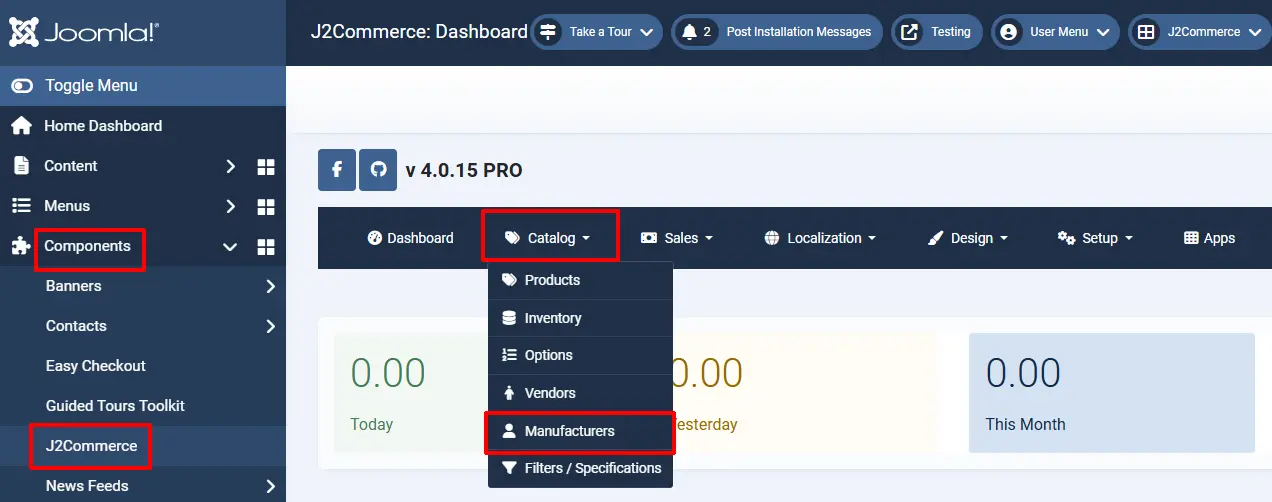 Joomla!®
J2Commerce: Dashboard
Take a Tour
2 Post Installation Messages
Testing
User Menu
J2Commerce
Toggle Menu
Home Dashboard
Content
Menus
Components
Banners
Contacts
Easy Checkout
Guided Tours Toolkit
J2Commerce
News Feeds
v 4.0.15 PRO
Dashboard
Catalog
Sales
Localization
Design
Setup
Apps
Products
Inventory
Options
Vendors
Manufacturers
Filters / Specifications
0.00
Today
0.00
esterday
0.00
This Month